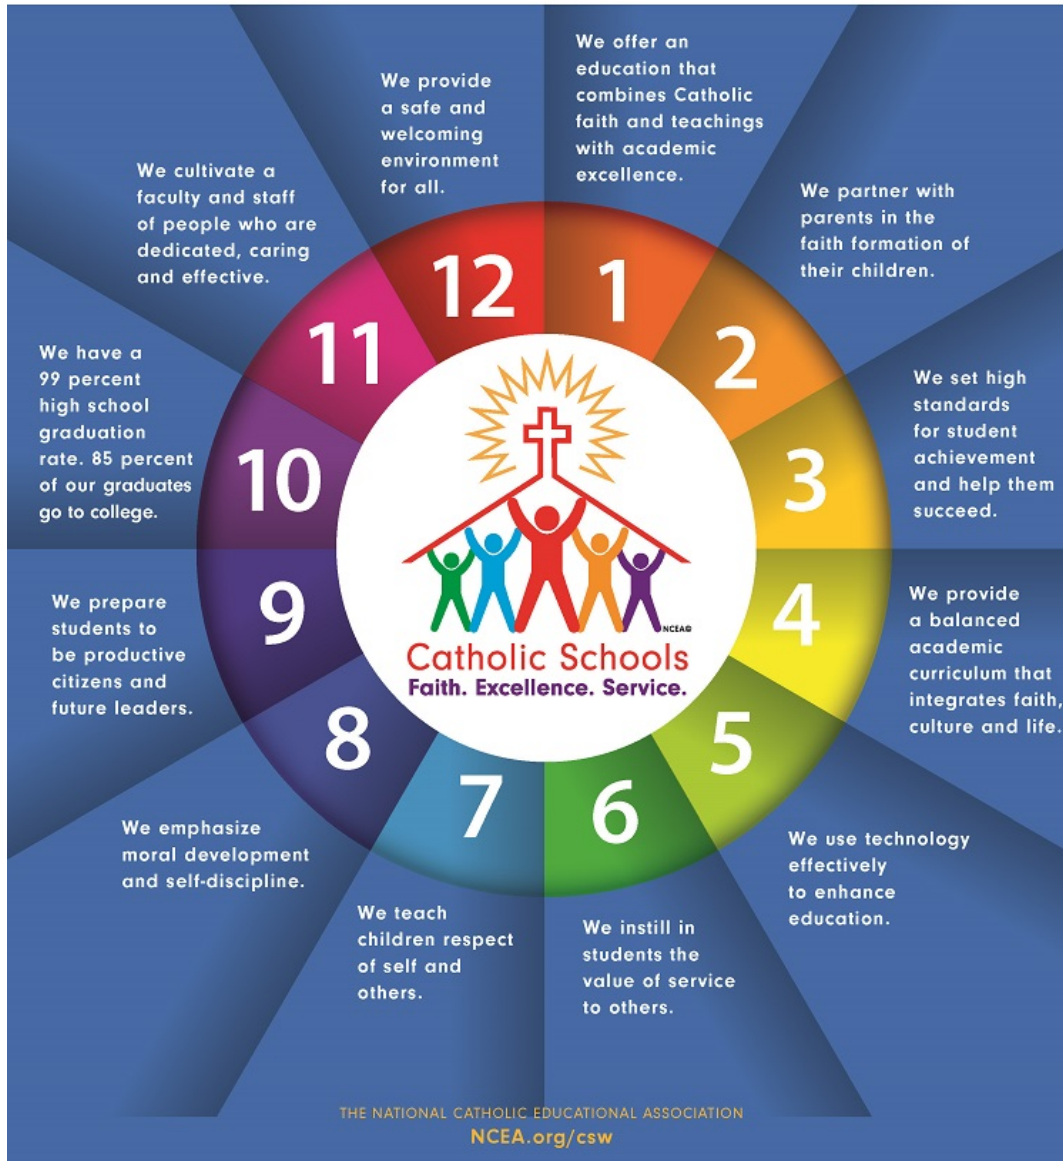 1
We offer an
education that
combines Catholic
faith and teachings
with academic
excellence.
2
We partner with
parents in the
faith formation of
their children.
3
We set high
standards
for student
achievement
and help them
succeed.
4
We provide
a balanced
academic
curriculum that
integrates faith,
culture and life.
5
We use technology
effectively
to enhance
education.
6
We instill in
students the
value of service
to others.
7
We teach
children respect
of self and
others.
8
We emphasize
moral development
and self-discipline.
9
We prepare
students to
be productive
citizens and
future leaders.
10
We have a
99 percent
high school
graduation
rate. 85 percent
of our graduates
go to college.
11
We cultivate a
faculty and staff
of people who are
dedicated, caring
and effective.
12
We provide
a safe and
welcoming
environment
for all.
NCEA©
Catholic Schools
Faith. Excellence. Service.
THE NATIONAL CATHOLIC EDUCATIONAL ASSOCIATION
NCEA.org/csw